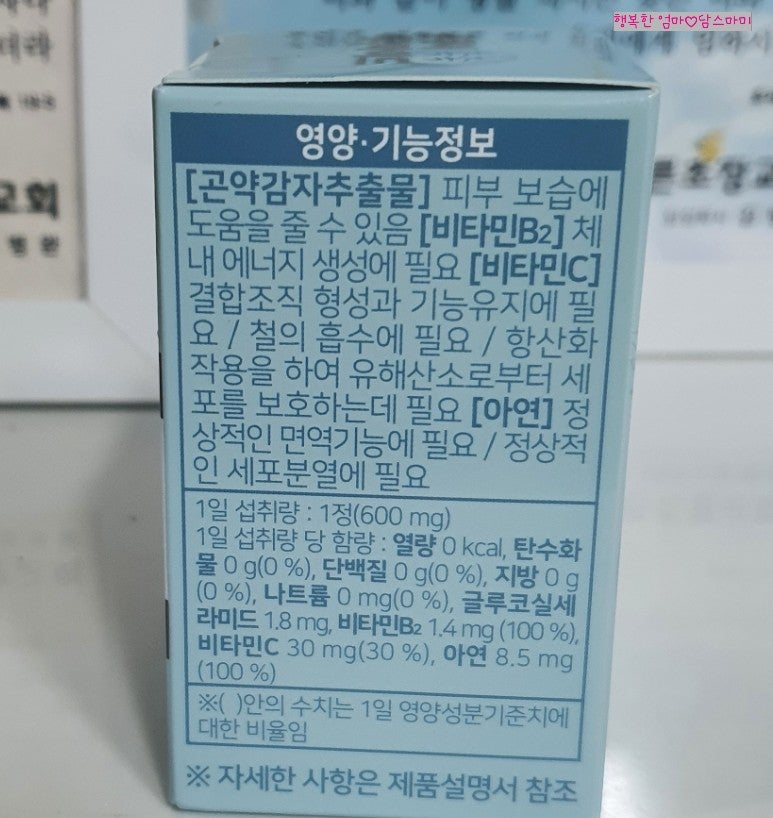 행복한 엄마♡담스마미
영양·기능정보
[곤약감자추출물] 피부 보습에
도움을 줄 수 있음 [비타민B2] 체
내 에너지 생성에 필요 [비타민C]
결합조직 형성과 기능유지에 필
요 / 철의 흡수에 필요 / 항산화
작용을 하여 유해산소로부터 세
포를 보호하는데 필요 [아연] 정
상적인 면역기능에 필요 / 정상적
인 세포분열에 필요
1일 섭취량 : 1정(600 mg)
1일 섭취량 당 함량 : 열량 0 kcal, 탄수화
물 0 g(0 %), 단백질 0 g(0 %), 지방 0 g
(0 %), 나트륨 0 mg(0 %), 글루코실세
라미드 1.8 mg, 비타민B2 1.4 mg (100 %),
비타민C 30 mg(30 %), 아연 8.5 mg
(100 %)
※( )안의 수치는 1일 영양성분기준치에
대한 비율임
※ 자세한 사항은 제품설명서 참조
교회